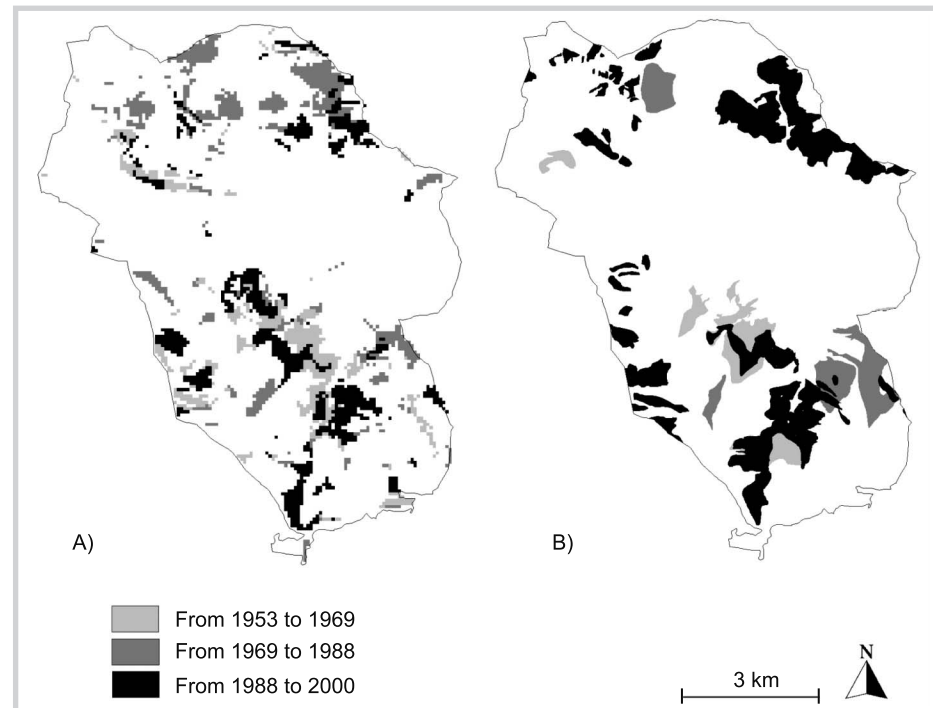 A)
B)
From 1953 to 1969
From 1969 to 1988
From 1988 to 2000
3 km
N